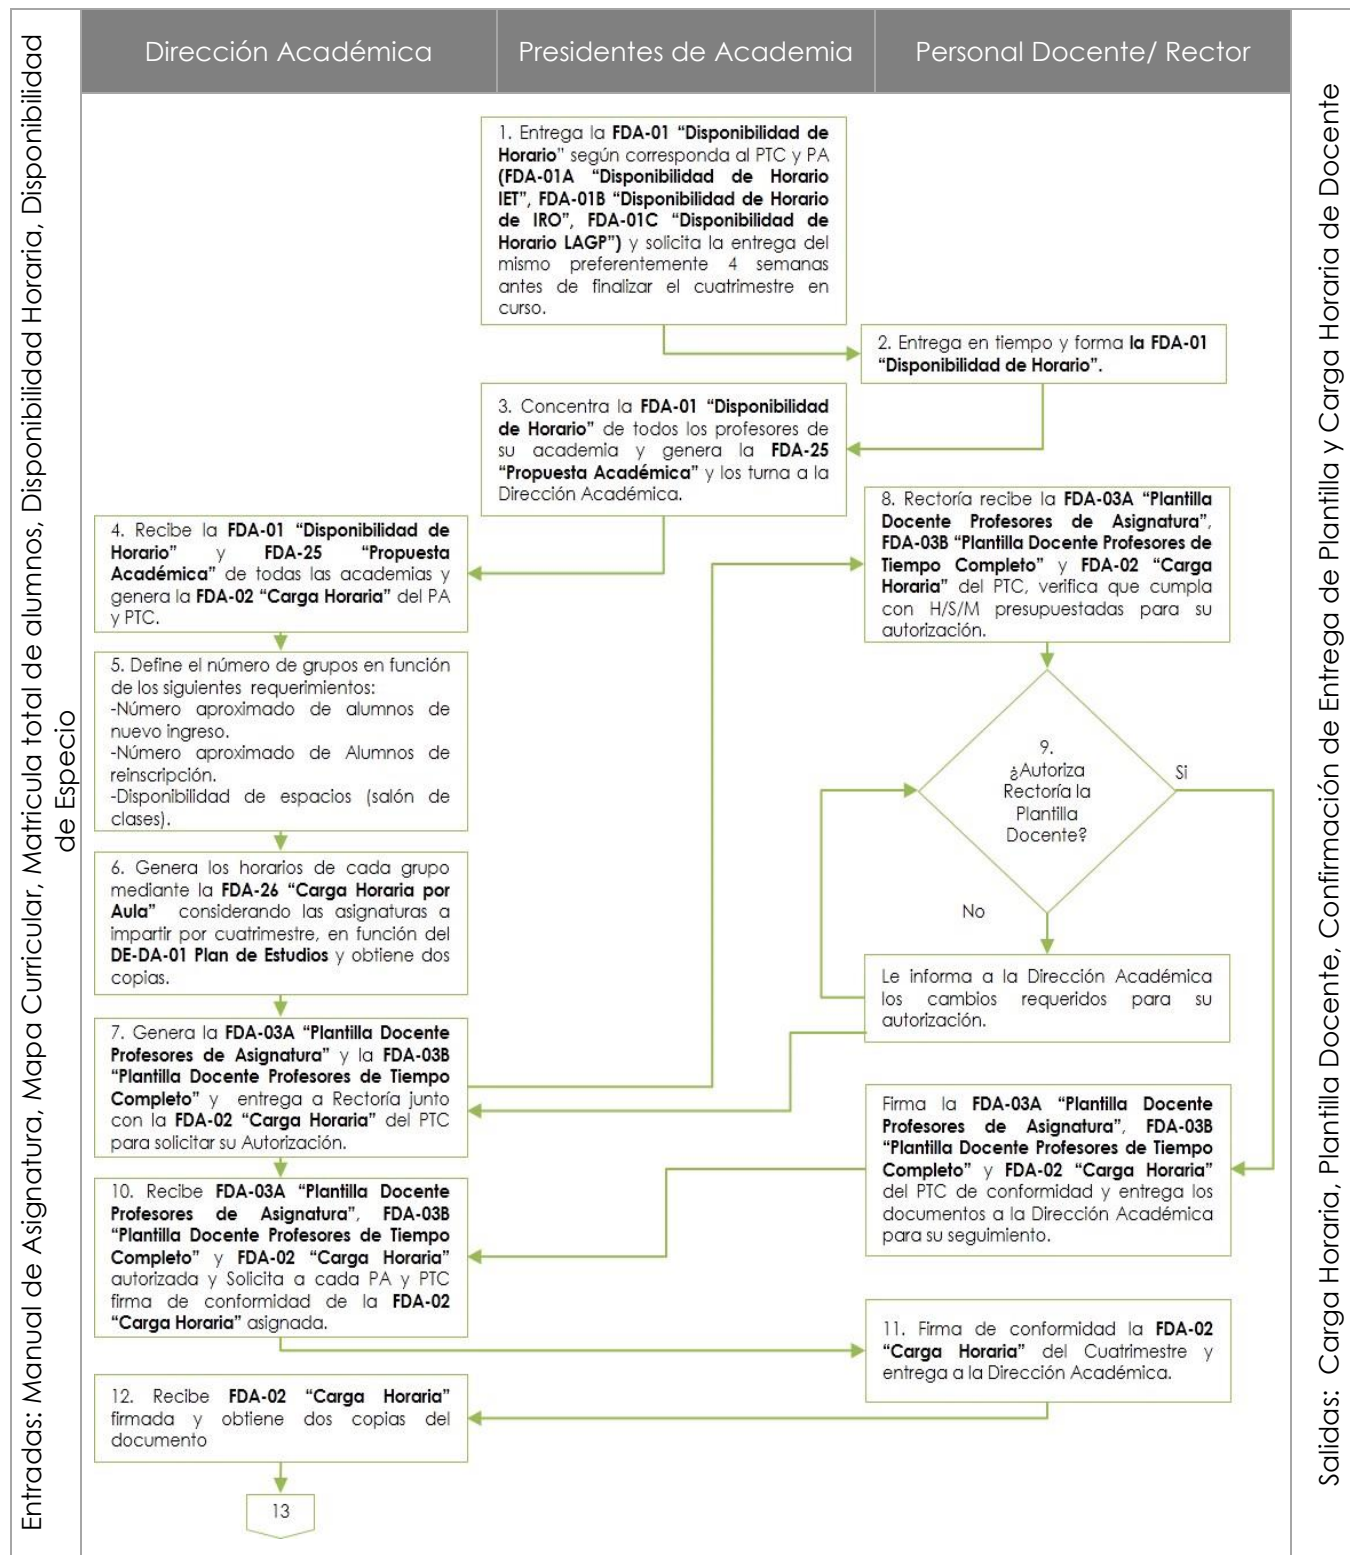 Entradas: Manual de Asignatura, Mapa Curricular, Matricula total de alumnos, Disponibilidad Horaria, Disponibilidad
de Especio
Dirección Académica
Presidentes de Academia
Personal Docente/ Rector
1. Entrega la FDA-01 “Disponibilidad de
Horario” según corresponda al PTC y PA
(FDA-01A “Disponibilidad de Horario
IET”, FDA-01B “Disponibilidad de Horario
de IRO”, FDA-01C “Disponibilidad de
Horario LAGP”) y solicita la entrega del
mismo preferentemente 4 semanas
antes de finalizar el cuatrimestre en
curso.
2. Entrega en tiempo y forma la FDA-01
“Disponibilidad de Horario”.
3. Concentra la FDA-01 “Disponibilidad
de Horario” de todos los profesores de
su academia y genera la FDA-25
“Propuesta Académica” y los turna a la
Dirección Académica.
4. Recibe la FDA-01 “Disponibilidad de
Horario” y FDA-25 “Propuesta
Académica” de todas las academias y
genera la FDA-02 “Carga Horaria” del PA
y PTC.
5. Define el número de grupos en función
de los siguientes requerimientos:
-Número aproximado de alumnos de
nuevo ingreso.
-Número aproximado de Alumnos de
reinscripción.
-Disponibilidad de espacios (salón de
clases).
6. Genera los horarios de cada grupo
mediante la FDA-26 “Carga Horaria por
Aula” considerando las asignaturas a
impartir por cuatrimestre, en función del
DE-DA-01 Plan de Estudios y obtiene dos
copias.
7. Genera la FDA-03A “Plantilla Docente
Profesores de Asignatura” y la FDA-03B
“Plantilla Docente Profesores de Tiempo
Completo” y entrega a Rectoría junto
con la FDA-02 “Carga Horaria” del PTC
para solicitar su Autorización.
8. Rectoría recibe la FDA-03A “Plantilla
Docente Profesores de Asignatura”,
FDA-03B “Plantilla Docente Profesores de
Tiempo Completo” y FDA-02 “Carga
Horaria” del PTC, verifica que cumpla
con H/S/M presupuestadas para su
autorización.
9.
¿Autoriza
Rectoría la
Plantilla
Docente?
Si
No
Le informa a la Dirección Académica
los cambios requeridos para su
autorización.
Firma la FDA-03A “Plantilla Docente
Profesores de Asignatura”, FDA-03B
“Plantilla Docente Profesores de Tiempo
Completo” y FDA-02 “Carga Horaria”
del PTC de conformidad y entrega los
documentos a la Dirección Académica
para su seguimiento.
10. Recibe FDA-03A “Plantilla Docente
Profesores de Asignatura”, FDA-03B
“Plantilla Docente Profesores de Tiempo
Completo” y FDA-02 “Carga Horaria”
autorizada y Solicita a cada PA y PTC
firma de conformidad de la FDA-02
“Carga Horaria” asignada.
11. Firma de conformidad la FDA-02
“Carga Horaria” del Cuatrimestre y
entrega a la Dirección Académica.
12. Recibe FDA-02 “Carga Horaria”
firmada y obtiene dos copias del
documento
13
Salidas: Carga Horaria, Plantilla Docente, Confirmación de Entrega de Plantilla y Carga Horaria de Docente